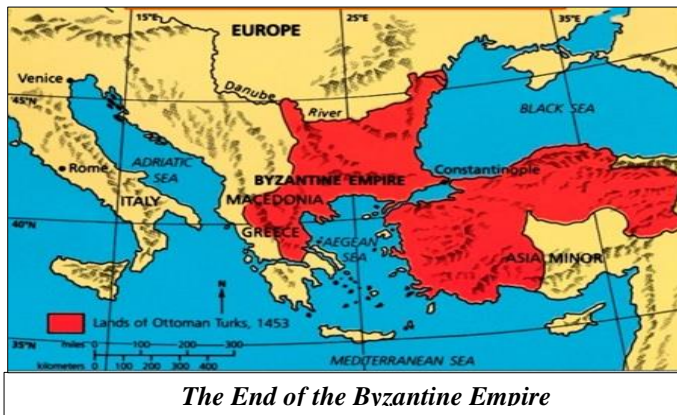 15°E
25°E
35°E
EUROPE
Venice
45°N
Danube
River
BLACK SEA
ADRIATIC
SEA
Rome
ITALY
Constantinople
BYZANTINE EMPIRE
MACEDONIA
40°N
GREECE
AEGEAN
SEA
ASIA MINOR
N
Lands of Ottoman Turks, 1453
35°N
miles 0 100 200 300
kilometers 0 100 200 300 400
MEDITERRANEAN SEA
The End of the Byzantine Empire